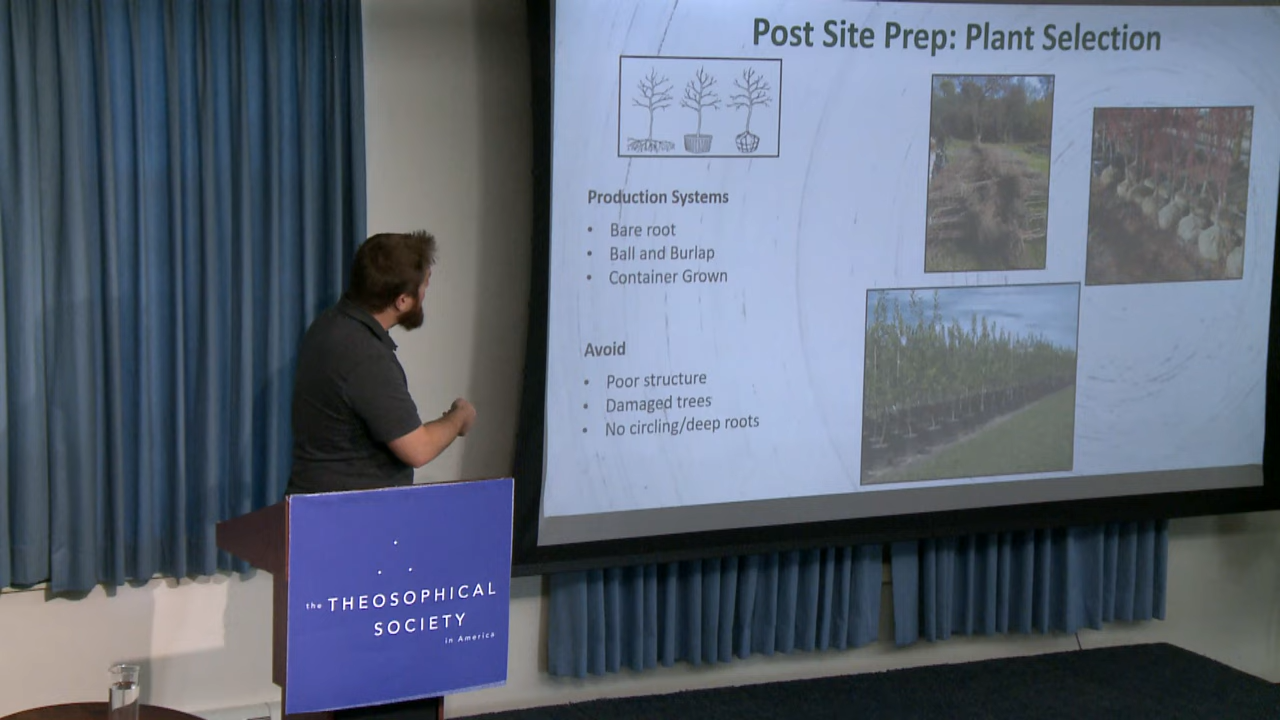 Post Site Prep: Plant Selection
Production Systems
• Bare root
• Ball and Burlap
• Container Grown
Avoid
• Poor structure
• Damaged trees
• No circling/deep roots
the THEOSOPHICAL
SOCIETY
in America